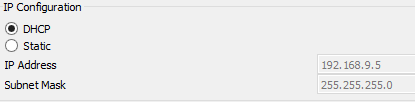 IP Configuration
DHCP
Static
IP Address 192.168.9.5
Subnet Mask 255.255.255.0